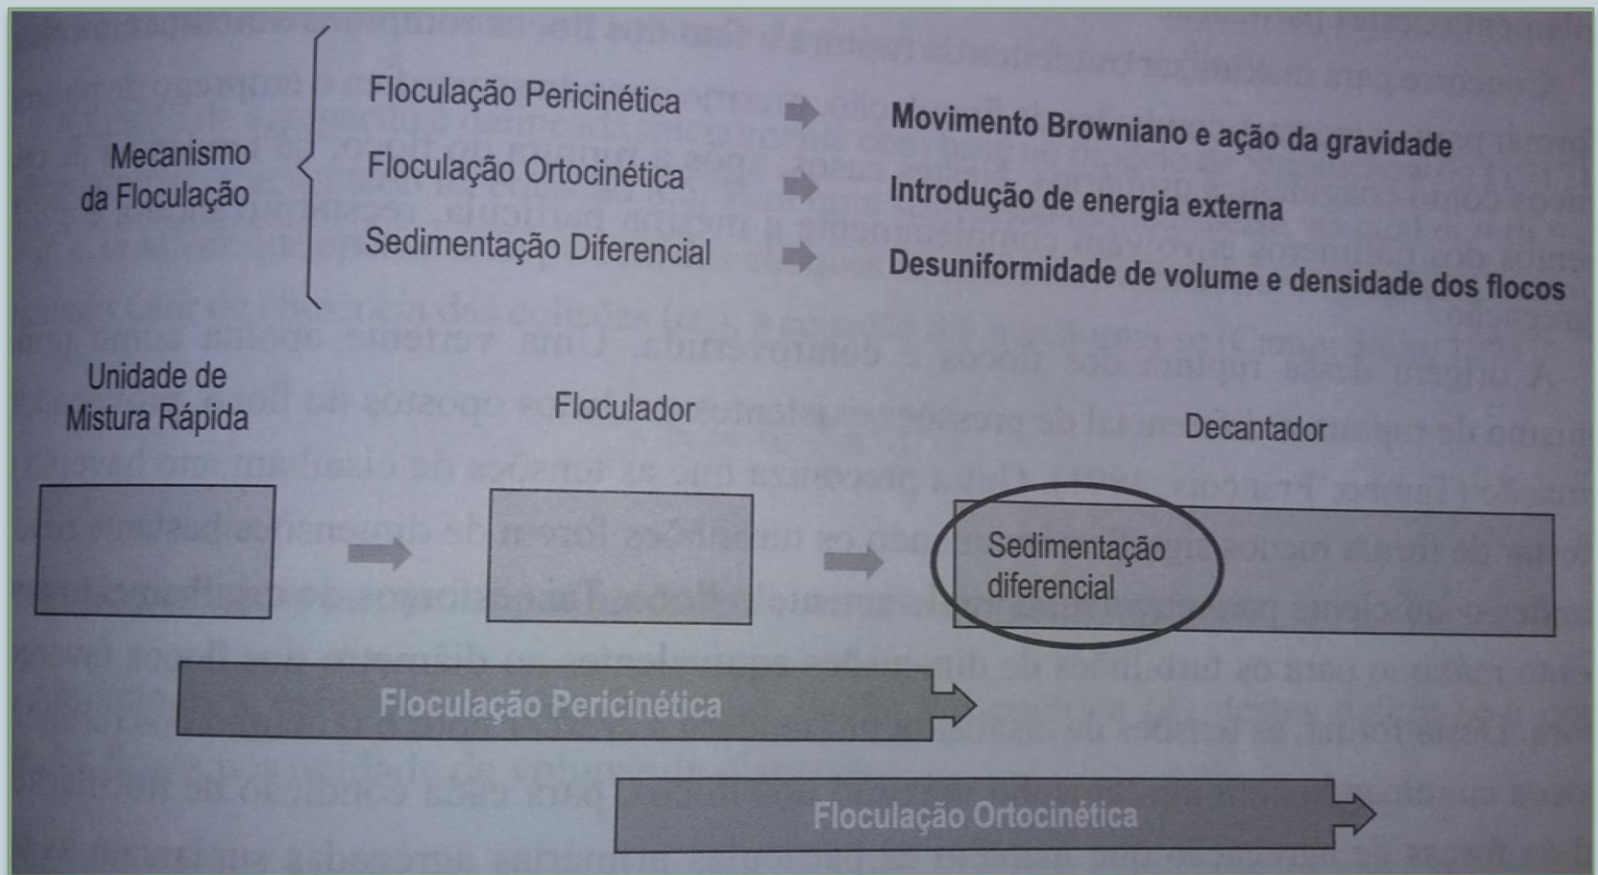 Mecanismo
da Floculação
Floculação Pericinética
Movimento Browniano e ação da gravidade
Floculação Ortocinética
Introdução de energia externa
Sedimentação Diferencial
Desuniformidade de volume e densidade dos flocos
Unidade de
Mistura Rápida
Floculador
Decantador
Sedimentação
diferencial
Floculação Pericinética
Floculação Ortocinética